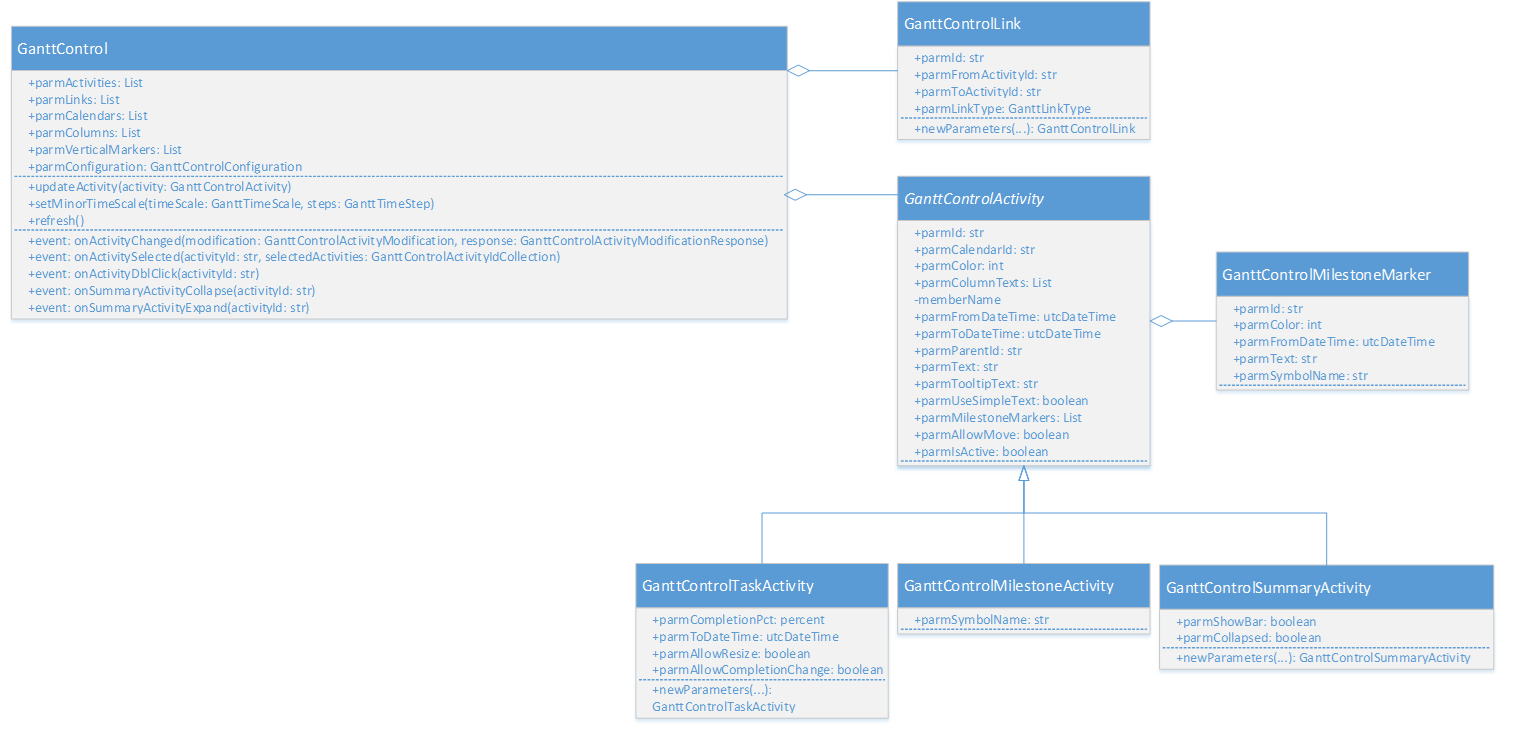 GanttControl
+parmActivities: List
+parmLinks: List
+parmCalendars: List
+parmColumns: List
+parmVerticalMarkers: List
+parmConfiguration: GanttControlConfiguration
+updateActivity(activity: GanttControlActivity)
+setMinorTimeScale(timeScale: GanttTimeScale, steps: GanttTimeStep)
+refresh()
+event: onActivityChanged(modification: GanttControlActivityModification, response: GanttControlActivityModificationResponse)
+event: onActivitySelected(activityId: str, selectedActivities: GanttControlActivityIdCollection)
+event: onActivityDblClick(activityId: str)
+event: onSummaryActivityCollapse(activityId: str)
+event: onSummaryActivityExpand(activityId: str)
GanttControlLink
+parmId: str
+parmFromActivityId: str
+parmToActivityId: str
+parmLinkType: GanttLinkType
+newParameters(...): GanttControlLink
GanttControlActivity
+parmId: str
+parmCalendarId: str
+parmColor: int
+parmColumnTexts: List
-memberName
+parmFromDateTime: utcDateTime
+parmToDateTime: utcDateTime
+parmParentId: str
+parmText: str
+parmTooltipText: str
+parmUseSimpleText: boolean
+parmMilestoneMarkers: List
+parmAllowMove: boolean
+parmIsActive: boolean
GanttControlMilestoneMarker
+parmId: str
+parmColor: int
+parmFromDateTime: utcDateTime
+parmText: str
+parmSymbolName: str
GanttControlTaskActivity
+parmCompletionPct: percent
+parmToDateTime: utcDateTime
+parmAllowResize: boolean
+parmAllowCompletionChange: boolean
+newParameters(...):
GanttControlTaskActivity
GanttControlMilestoneActivity
+parmSymbolName: str
GanttControlSummaryActivity
+parmShowBar: boolean
+parmCollapsed: boolean
+newParameters(...): GanttControlSummaryActivity